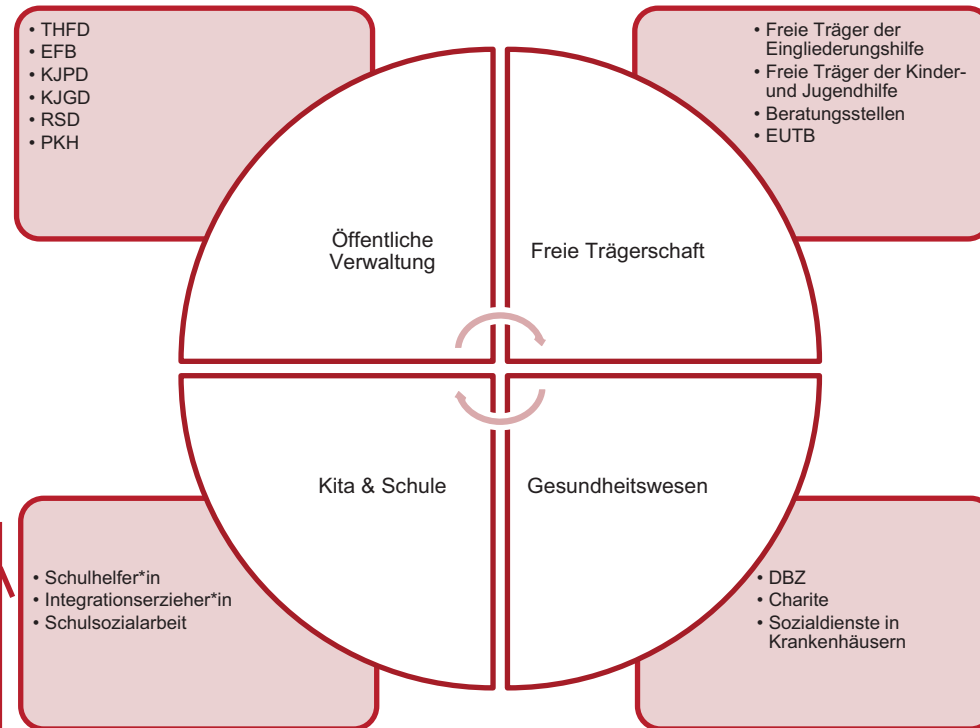 • THFD
• EFB
• KJPD
• KJGD
• RSD
• PKH
• Freie Träger der
Eingliederungshilfe
• Freie Träger der Kinder-
und Jugendhilfe
• Beratungsstellen
• EUTB
Öffentliche
Verwaltung
Freie Trägerschaft
Kita & Schule
Gesundheitswesen
• Schulhelfer*in
• Integrationserzieher*in
• Schulsozialarbeit
• DBZ
• Charite
• Sozialdienste in
Krankenhäusern